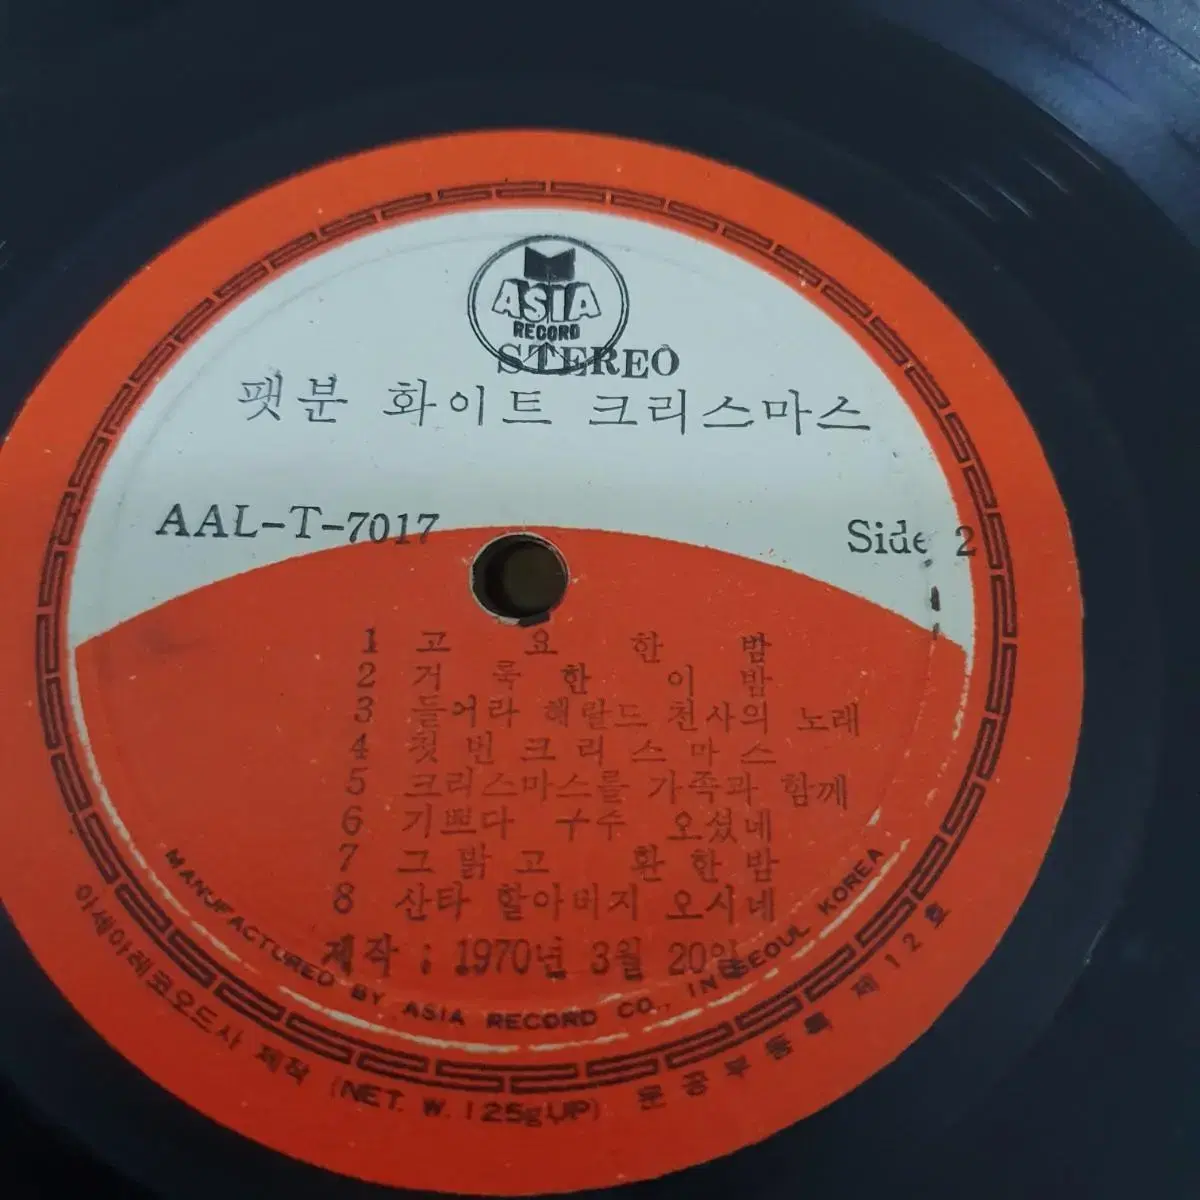 ASIA
RECORD
STEREO
팻분 화이트 크리스마스
AAL-T-7017
Side 2
1 고 요 한 밤
2 거 룩 한 이 밤
3 들어라 해랄드 천사의 노래
4 첫 번 크 리 스 마 스
5 크리스마스를 가족과 함께
6 기쁘다 구주 오셨네
7 그 맑 고 환 한 밤
8 산타 할아버지 오시네
제작 : 1970년 3월 20일
MANUFACTURED BY ASIA RECORD CO., IN SEOUL KOREA
아세아레코오드사 제작 (NET. W. 125g UP) 문공부등록 제12호